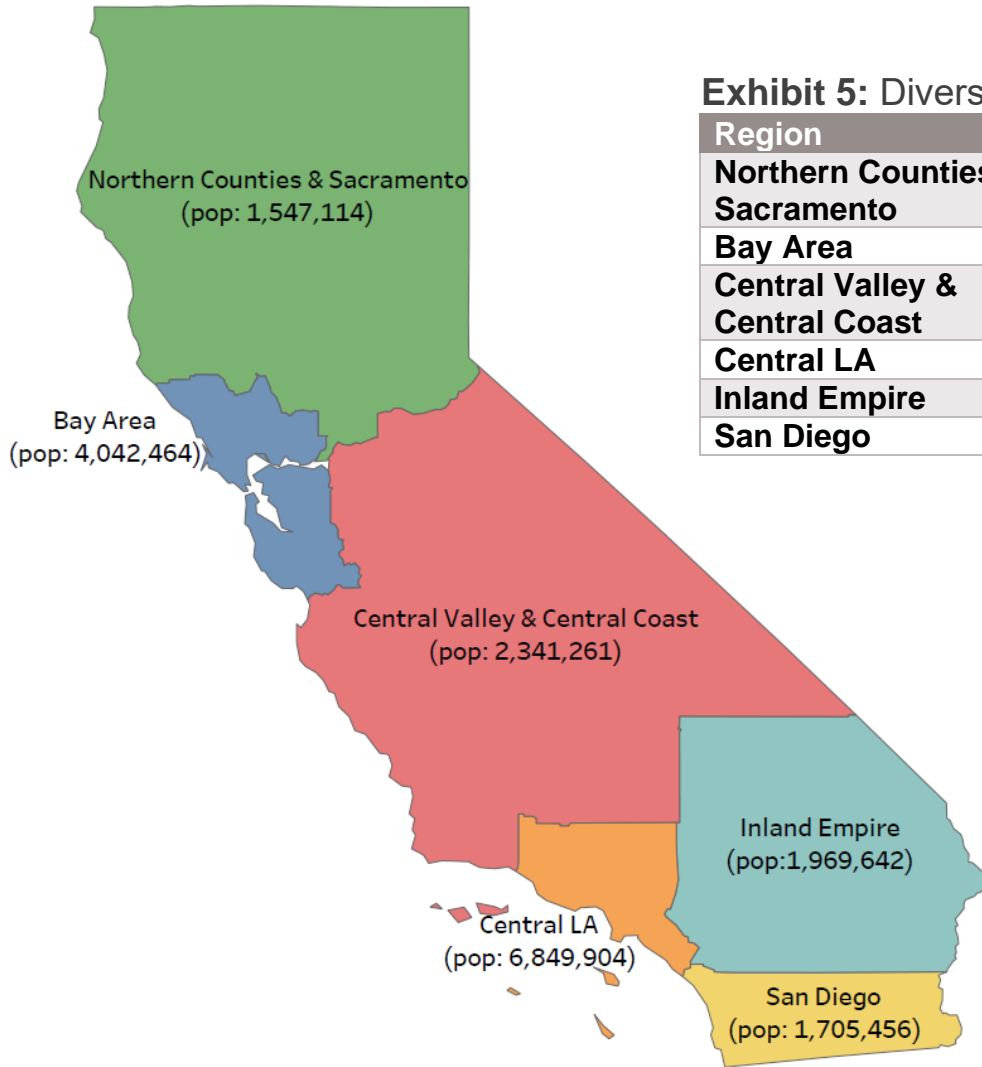 Exhibit 5:
Region
Northern Counties
Sacramento
Bay Area
Central Valley &
Central Coast
Central LA
Inland Empire
San Diego
Northern Counties & Sacramento
(pop: 1,547,114)
Bay Area
(pop: 4,042,464)
Central Valley & Central Coast
(pop: 2,341,261)
Inland Empire
(pop:1,969,642)
Central LA
(pop: 6,849,904)
San Diego
(pop: 1,705,456)